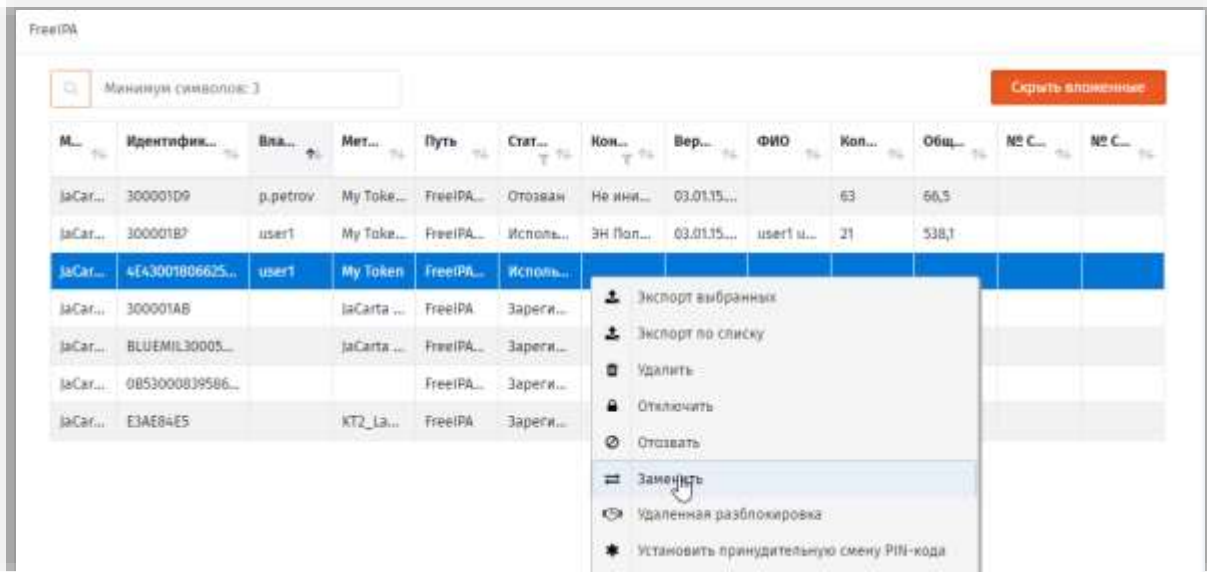 FreeIPA
Минимум символов: 3 Скрыть вложенные
М... Идентифик... Вла... Мет... Путь Стат... Кон... Вер... ФИО Кол... Общ... № С... № С...
JaCar... 300001D9 p.petrov My Toke... FreeIPA... Отозван Не ини... 03.01.15.... 63 66,5
JaCar... 300001B7 user1 My Toke... FreeIPA... Исполь... ЭН Пол... 03.01.15.... user1 u... 21 538,1
JaCar... 4E43001806625... user1 My Token FreeIPA... Исполь...
JaCar... 300001AB JaCarta ... FreeIPA Зареги...
JaCar... BLUEMIL30005... JaCarta ... FreeIPA... Зареги...
JaCar... 0B53000839586... FreeIPA... Зареги...
JaCar... E3AE84E5 KT2_La... FreeIPA Зареги...
Экспорт выбранных
Экспорт по списку
Удалить
Отключить
Отозвать
Заменить
Удаленная разблокировка
Установить принудительную смену PIN-кода